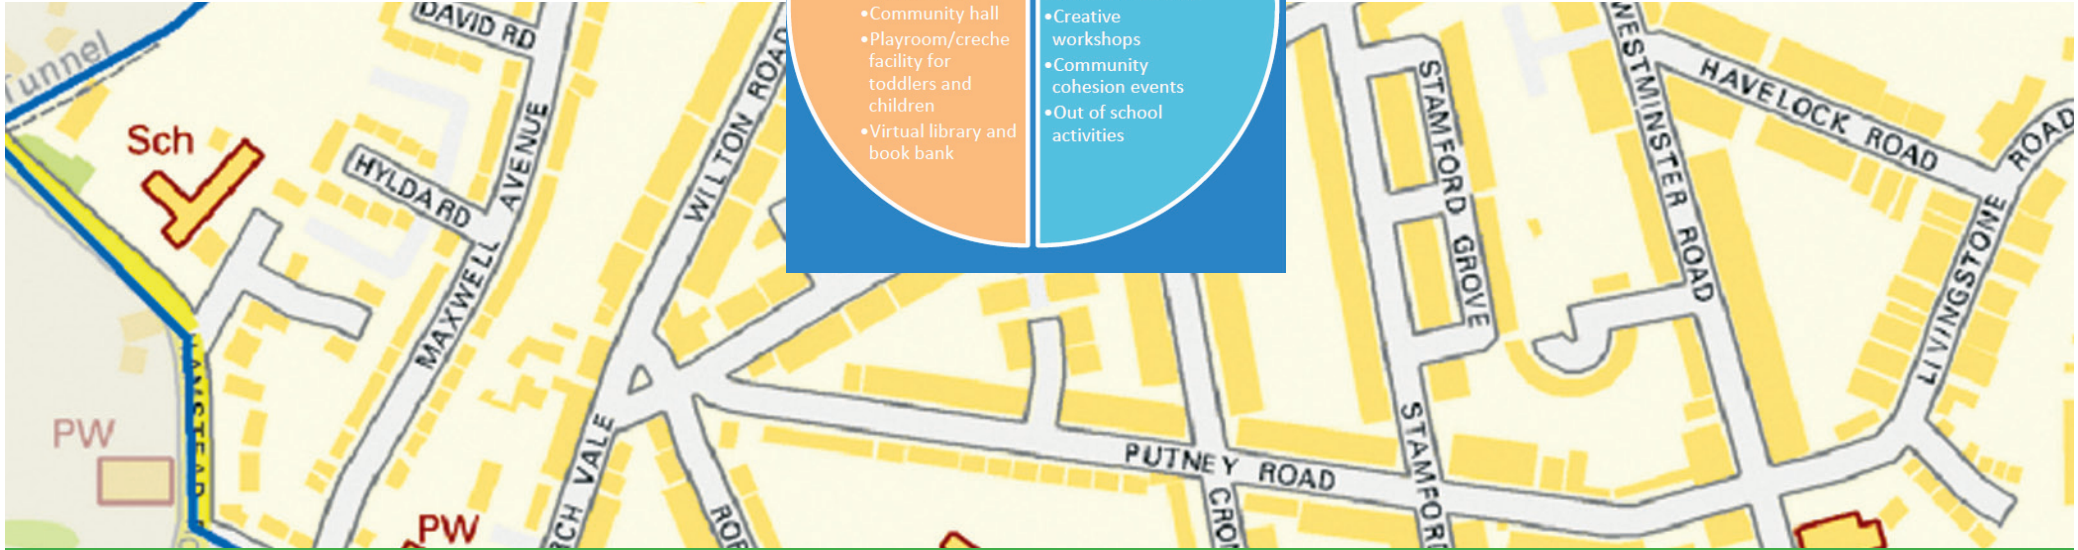 DAVID RD
Tunnel
Sch
HYLDA RD
MAXWELL AVENUE
WILTON ROAD
•Community hall
•Playroom/creche
facility for
toddlers and
children
•Virtual library and
book bank
•Creative
workshops
•Community
cohesion events
•Out of school
activities
STAMFORD GROVE
WESTMINSTER ROAD
HAVELOCK ROAD
LIVINGSTONE ROAD
PW
PW
VALE
PUTNEY ROAD
STAMFORD